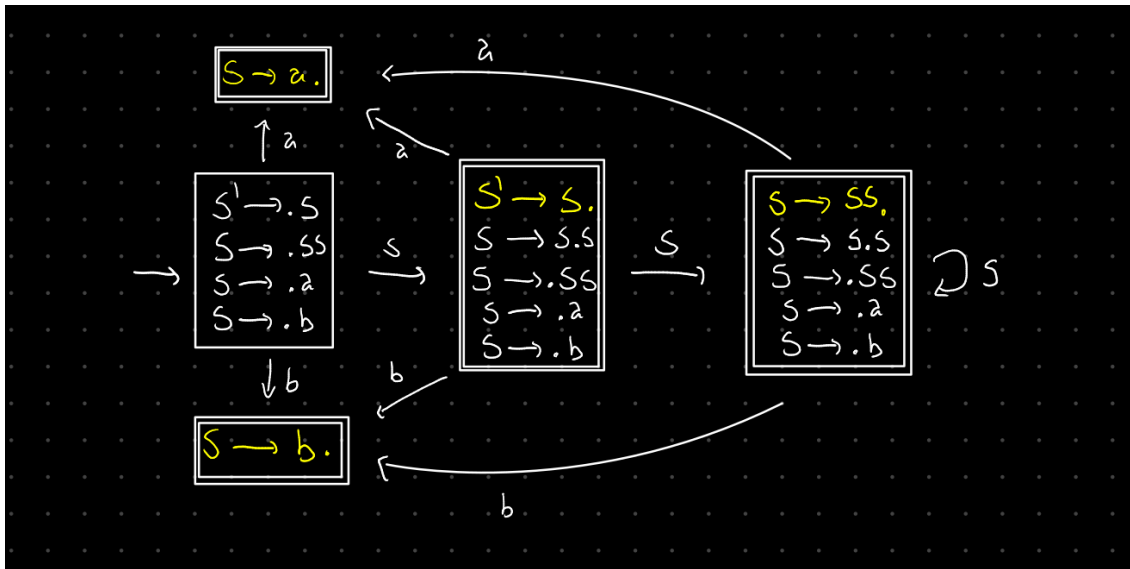 a
S → a.
a
a
S' → .S
S → .SS
S → .a
S → .b
S
S' → S.
S → S.S
S → .SS
S → .a
S → .b
S
S → SS.
S → S.S
S → .SS
S → .a
S → .b
S
b
b
S → b.
b